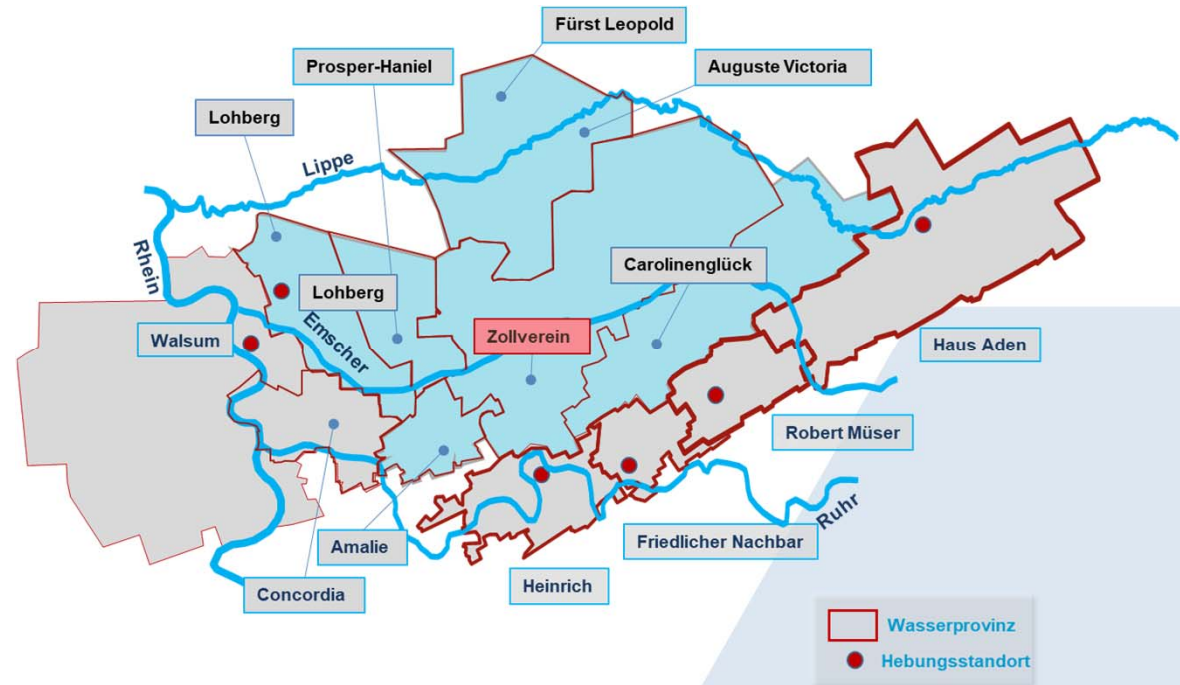 Fürst Leopold
Prosper-Haniel
Auguste Victoria
Lohberg
Lippe
Rhein
Carolinenglück
Lohberg
Emscher
Zollverein
Walsum
Haus Aden
Robert Müser
Ruhr
Amalie
Friedlicher Nachbar
Heinrich
Concordia
Wasserprovinz
Hebungsstandort